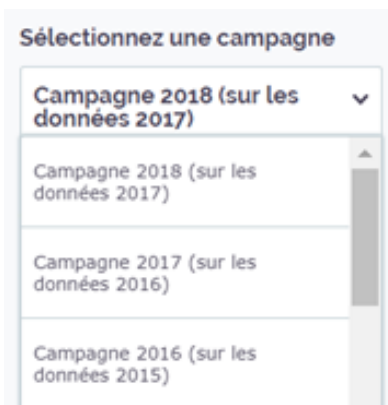 Sélectionnez une campagne
Campagne 2018 (sur les
données 2017)
Campagne 2018 (sur les
données 2017)
Campagne 2017 (sur les
données 2016)
Campagne 2016 (sur les
données 2015)